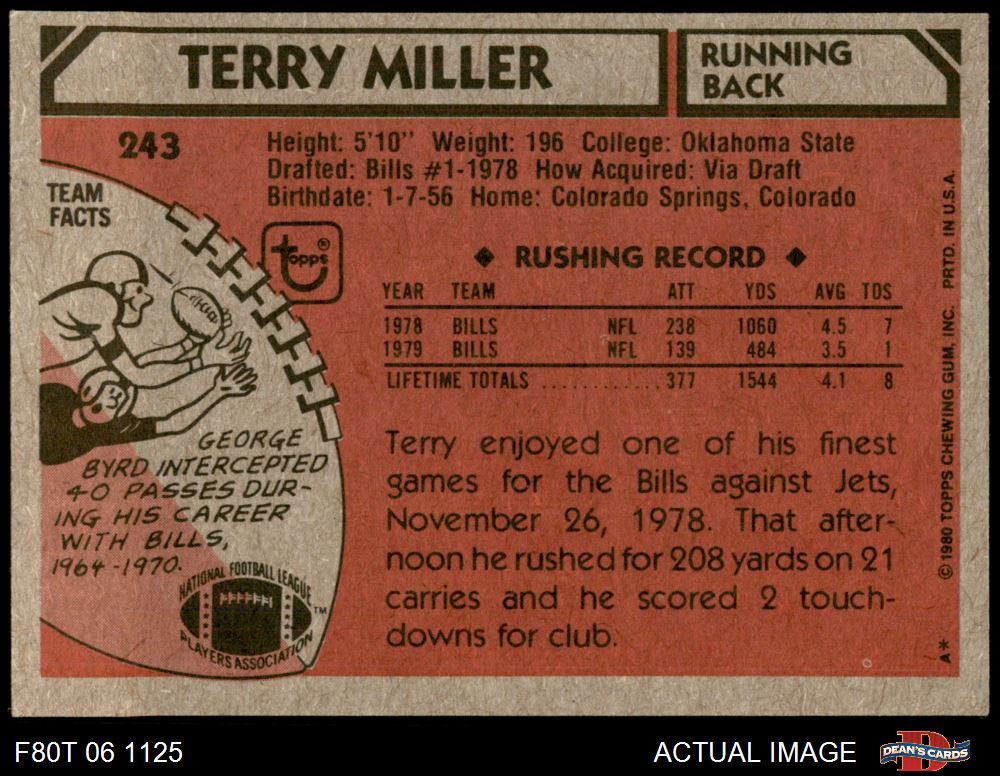 TERRY MILLER
RUNNING
BACK
243
Height: 5'10" Weight: 196 College: Oklahoma State
Drafted: Bills #1-1978 How Acquired: Via Draft
Birthdate: 1-7-56 Home: Colorado Springs, Colorado
TEAM
FACTS
topps®
RUSHING RECORD
YEAR TEAM ATT YDS AVG TDS
1978 BILLS NFL 238 1060 4.5 7
1979 BILLS NFL 139 484 3.5 1
LIFETIME TOTALS ............ 377 1544 4.1 8
GEORGE
BYRD INTERCEPTED
40 PASSES DUR-
ING HIS CAREER
WITH BILLS,
1964-1970.
NATIONAL FOOTBALL LEAGUE
PLAYERS ASSOCIATION
TM
Terry enjoyed one of his finest
games for the Bills against Jets,
November 26, 1978. That after-
noon he rushed for 208 yards on 21
carries and he scored 2 touch-
downs for club.
A* © 1980 TOPPS CHEWING GUM, INC. PRTD. IN U.S.A.
F80T 06 1125
ACTUAL IMAGE
DEAN'S CARDS